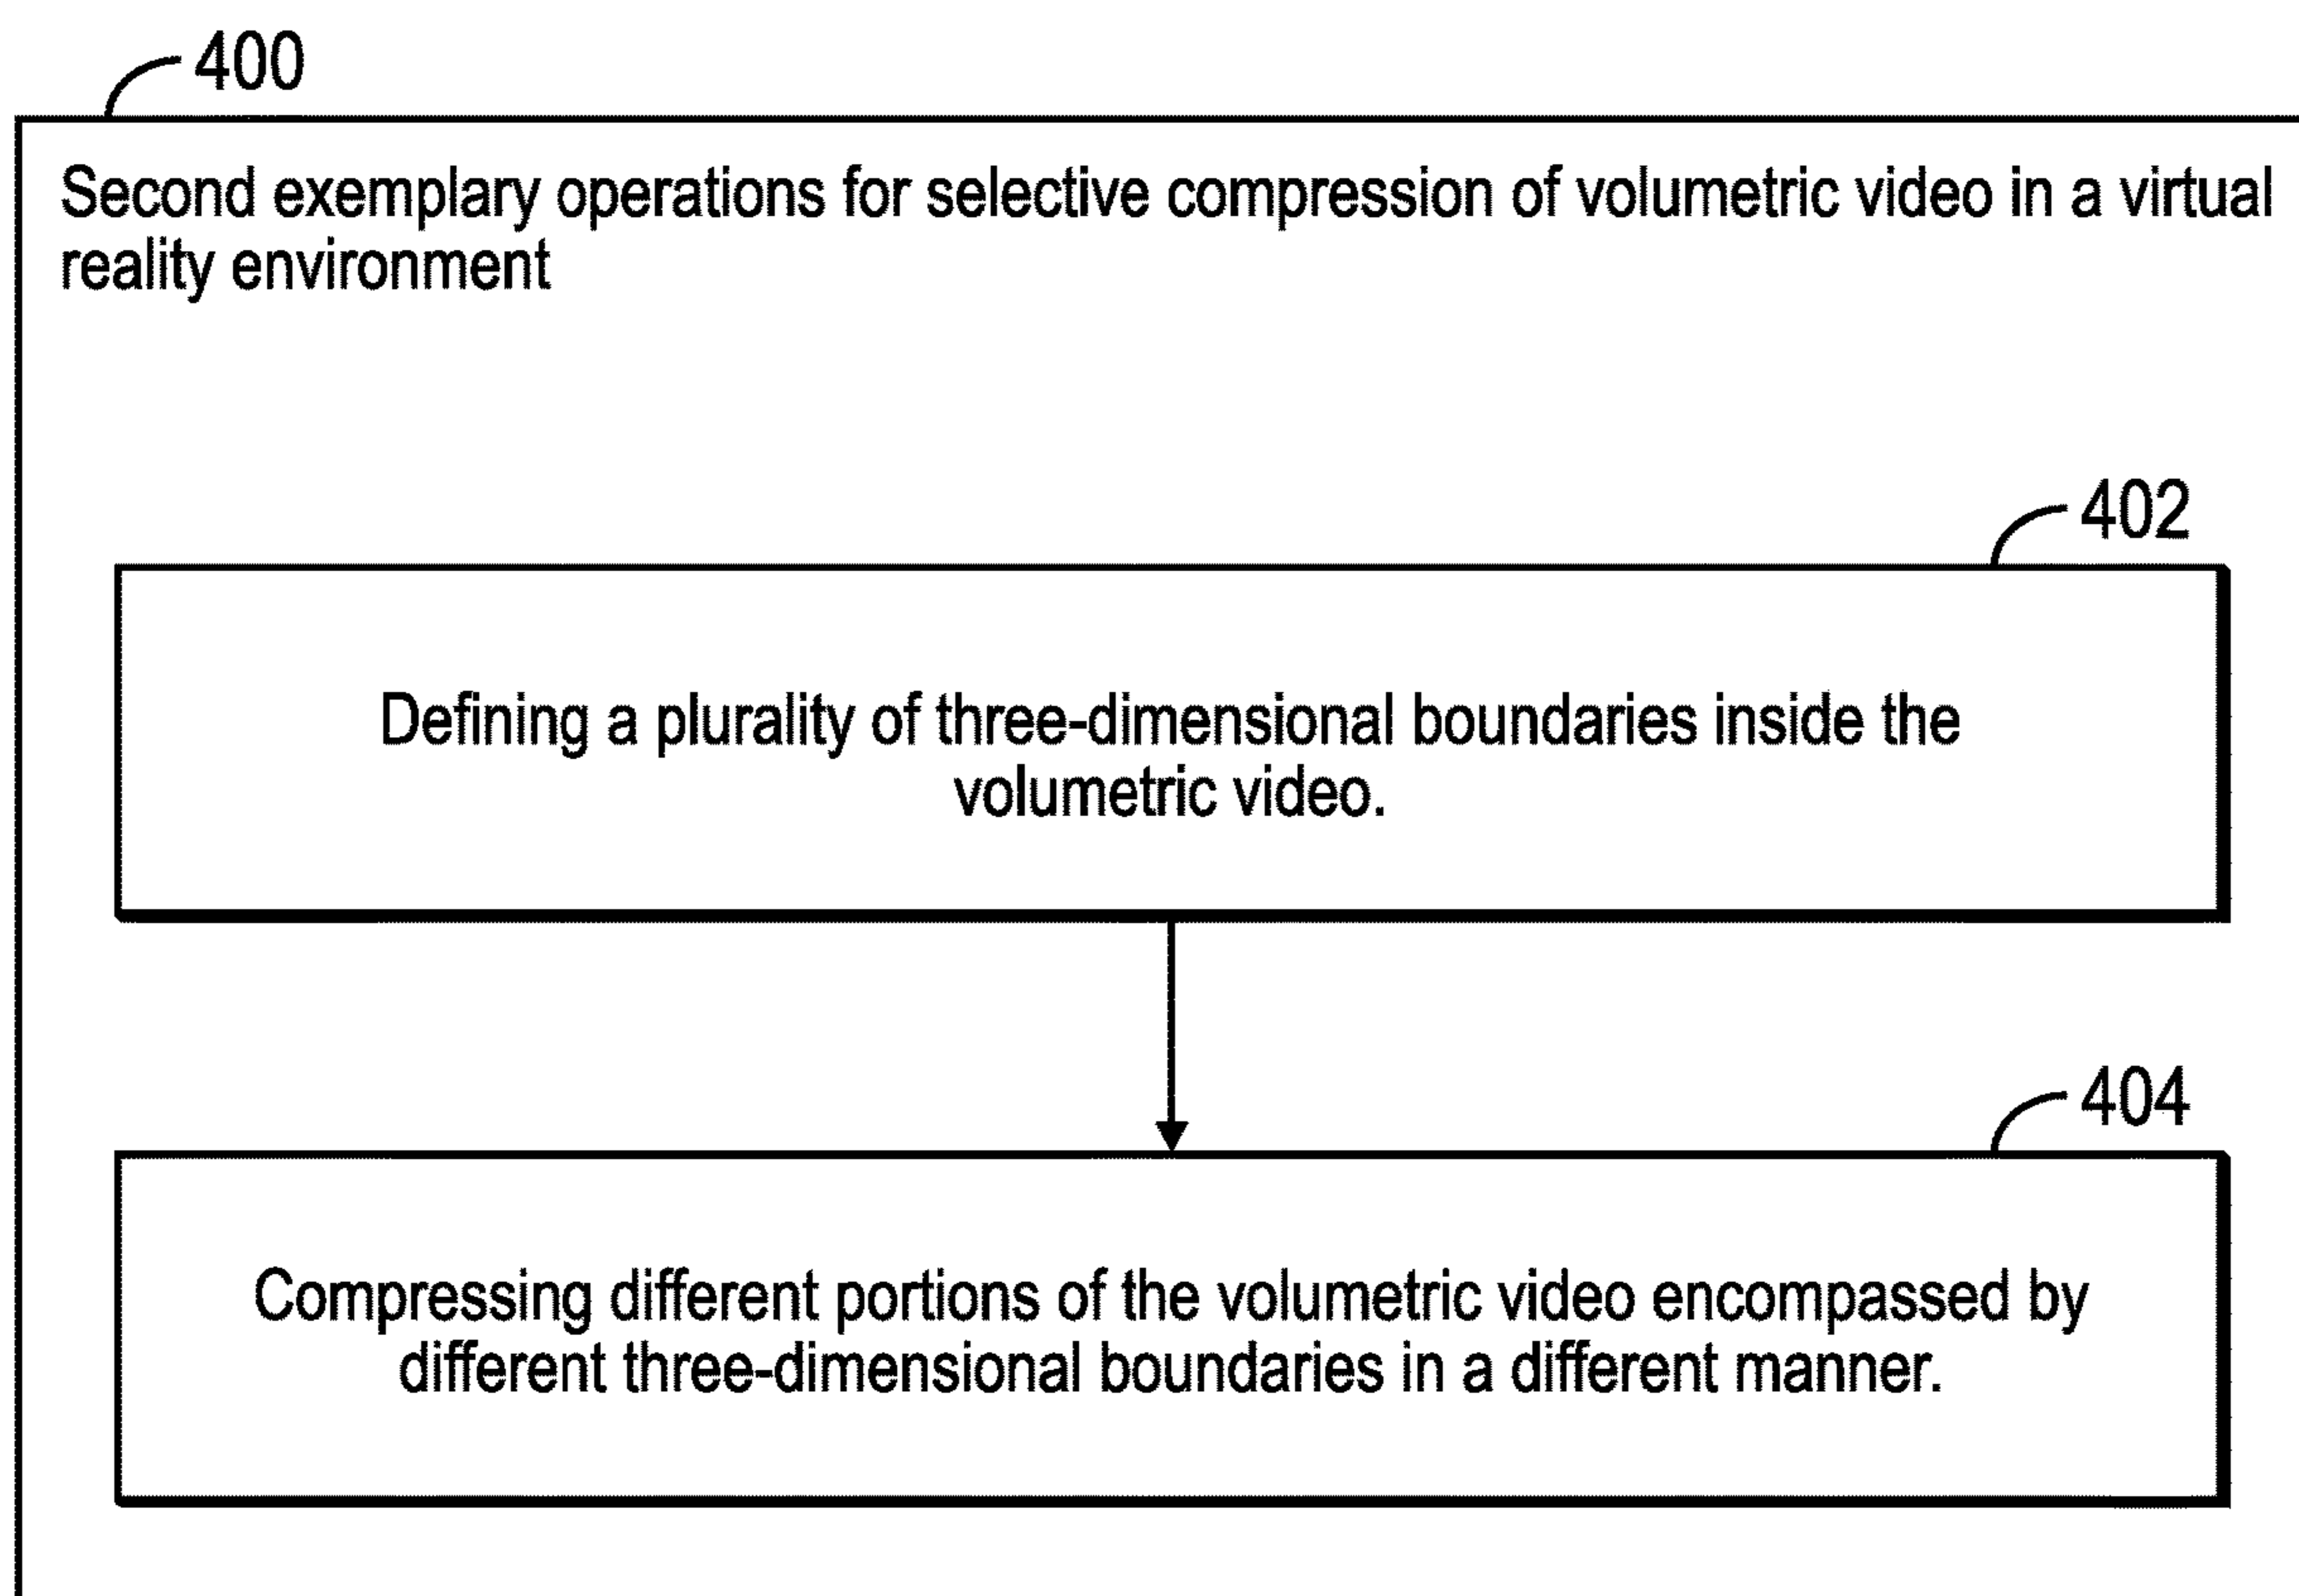 400
Second exemplary operations for selective compression of volumetric video in a virtual
reality environment
402
Defining a plurality of three-dimensional boundaries inside the
volumetric video.
404
Compressing different portions of the volumetric video encompassed by
different three-dimensional boundaries in a different manner.